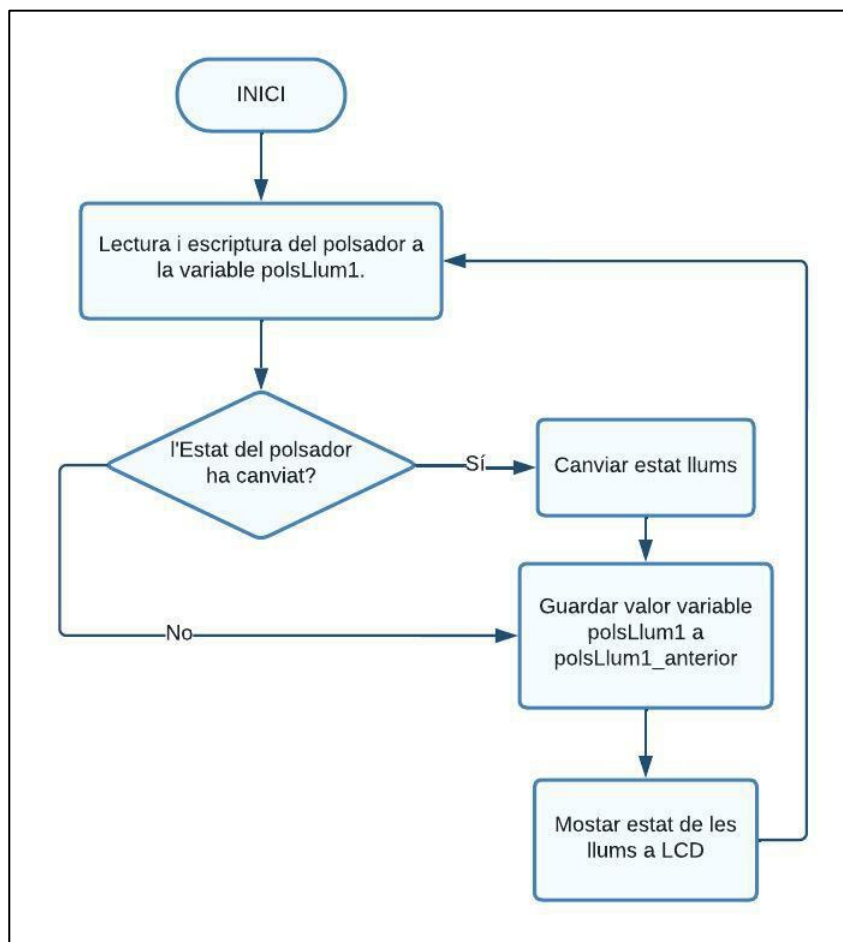 INICI
Lectura i escriptura del polsador a
la variable polsLlum1.
l'Estat del polsador
ha canviat?
Sí
Canviar estat llums
No
Guardar valor variable
polsLlum1 a
polsLlum1_anterior
Mostar estat de les
llums a LCD